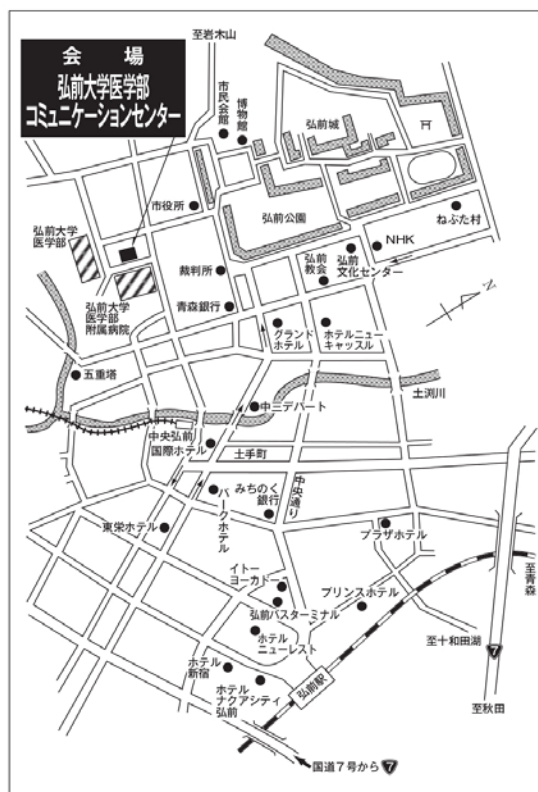 会場
弘前大学医学部
コミュニケーションセンター
至岩木山
市民会館
博物館
弘前城
市役所
弘前公園
ねぷた村
弘前大学
医学部
NHK
弘前
教会
弘前
文化センター
裁判所
弘前大学
医学部
附属病院
青森銀行
N
グランド
ホテル
ホテルニュー
キャッスル
五重塔
土渕川
中三デパート
中央弘前
国際ホテル
土手町
中央通り
みちのく
銀行
パークホテル
東栄ホテル
プラザホテル
イトー
ヨーカドー
プリンスホテル
至青森
弘前バスターミナル
ホテル
ニューレスト
至十和田湖
7
ホテル
新宿
ホテル
ナクアシティ
弘前
弘前駅
至秋田
国道7号から 7